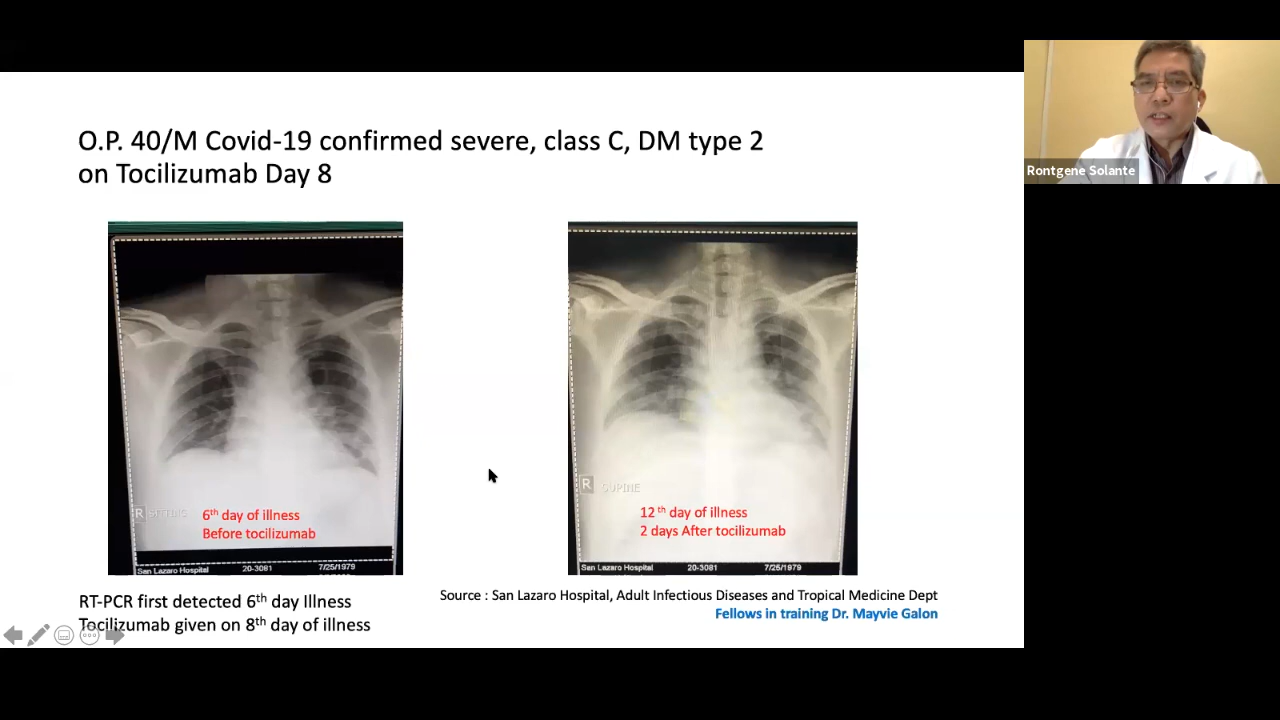 O.P. 40/M Covid-19 confirmed severe, class C, DM type 2
on Tocilizumab Day 8
Rontgene Solante
R SITTING
6th day of illness
Before tocilizumab
San Lazaro Hospital 20-3081 7/25/1979
R SUPINE
12 th day of illness
2 days After tocilizumab
San Lazaro Hospital 20-3081 7/25/1979
RT-PCR first detected 6th day Illness
Tocilizumab given on 8th day of illness
Source : San Lazaro Hospital, Adult Infectious Diseases and Tropical Medicine Dept
Fellows in training Dr. Mayvie Galon